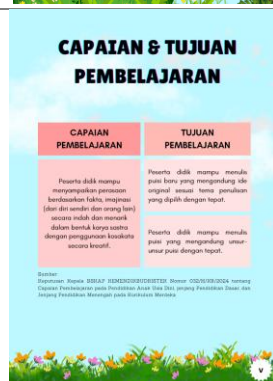 CAPAIAN & TUJUAN
PEMBELAJARAN
CAPAIAN
PEMBELAJARAN
Peserta didik mampu
menyampaikan perasaan
berdasarkan fakta, imajinasi
(dari diri sendiri dan orang lain)
secara indah dan menarik
dalam bentuk karya sastra
dengan penggunaan kosakata
secara kreatif.
TUJUAN
PEMBELAJARAN
Peserta didik mampu menulis
puisi baru yang mengandung ide
original sesuai tema penulisan
yang dipilih dengan tepat.
Peserta didik mampu menulis
puisi yang mengandung unsur-
unsur puisi dengan tepat.
Sumber:
Keputusan Kepala BSKAP KEMENDIKBUDRISTEK Nomor 032/H/KR/2024 tentang
Capaian Pembelajaran pada Pendidikan Anak Usia Dini, Jenjang Pendidikan Dasar dan
Jenjang Pendidikan Menengah pada Kurikulum Merdeka
v